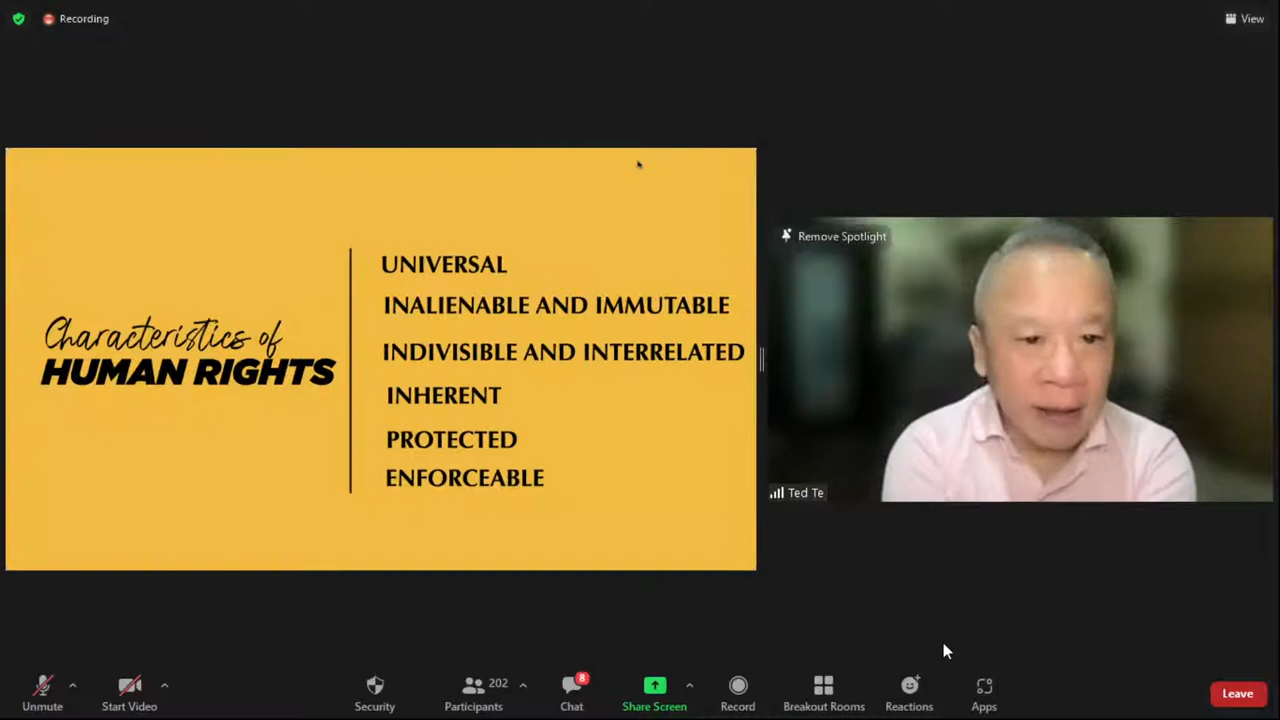 Recording
View
Characteristics of
HUMAN RIGHTS
UNIVERSAL
INALIENABLE AND IMMUTABLE
INDIVISIBLE AND INTERRELATED
INHERENT
PROTECTED
ENFORCEABLE
Remove Spotlight
Ted Te
Unmute
Start Video
Security
202
Participants
8
Chat
Share Screen
Record
Breakout Rooms
Reactions
Apps
Leave